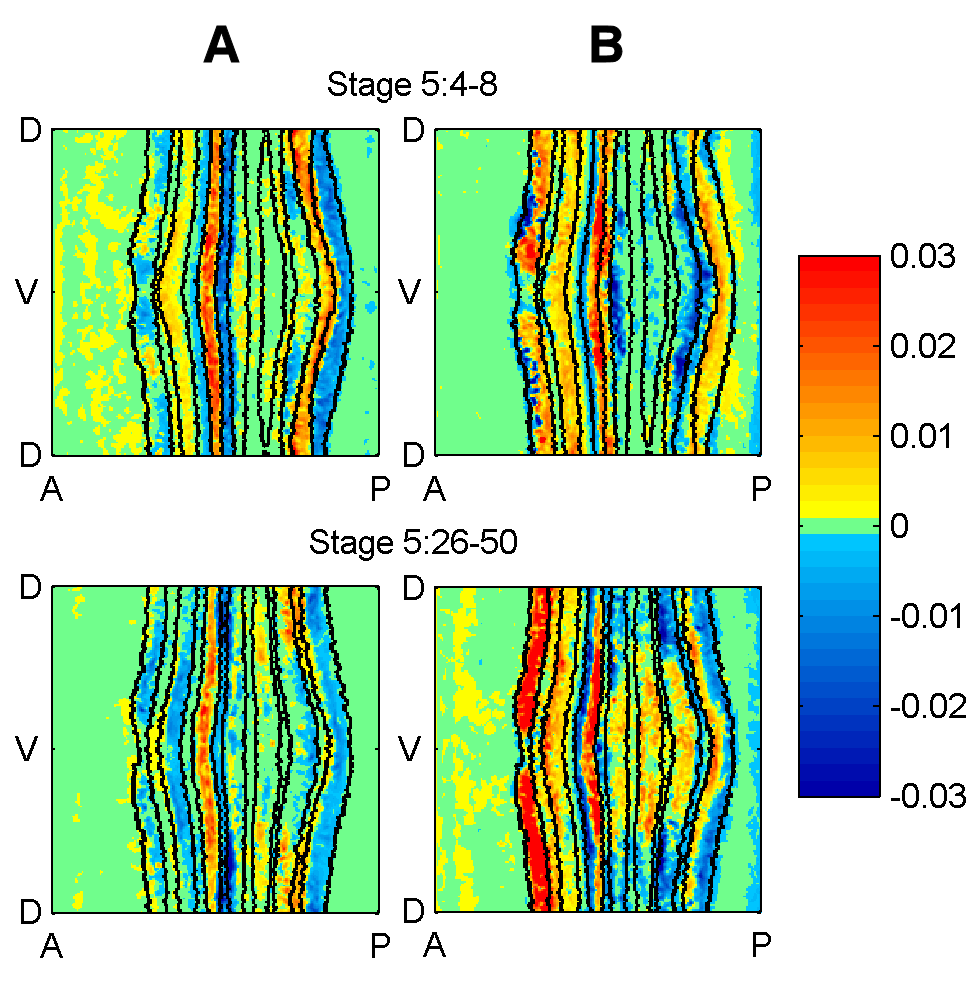 A B
Stage 5:4-8
D D
V V
D D
A P A P
0.03
0.02
0.01
0
-0.01
-0.02
-0.03
Stage 5:26-50
D D
V V
D D
A P A P